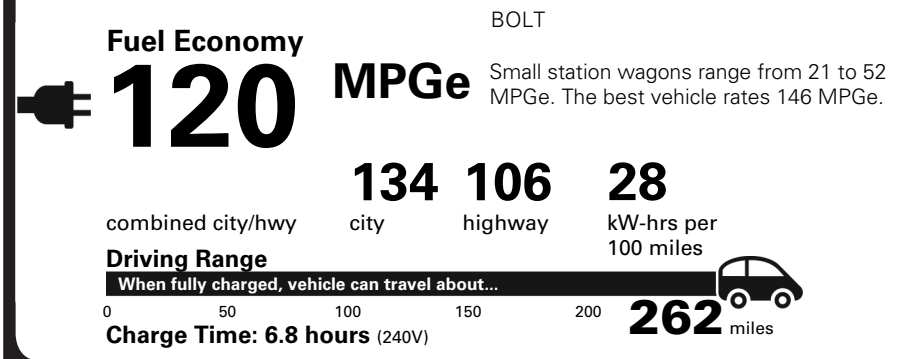 BOLT
Fuel Economy
120
MPGe
Small station wagons range from 21 to 52
MPGe. The best vehicle rates 146 MPGe.
134 106 28
combined city/hwy city highway kW-hrs per
100 miles
Driving Range
When fully charged, vehicle can travel about...
0 50 100 150 200 262 miles
Charge Time: 6.8 hours (240V)